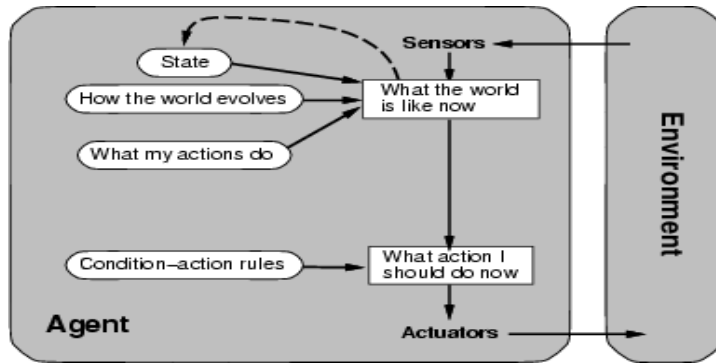 Sensors
State
What the world
is like now
How the world evolves
What my actions do
Environment
What action I
should do now
Condition–action rules
Agent
Actuators